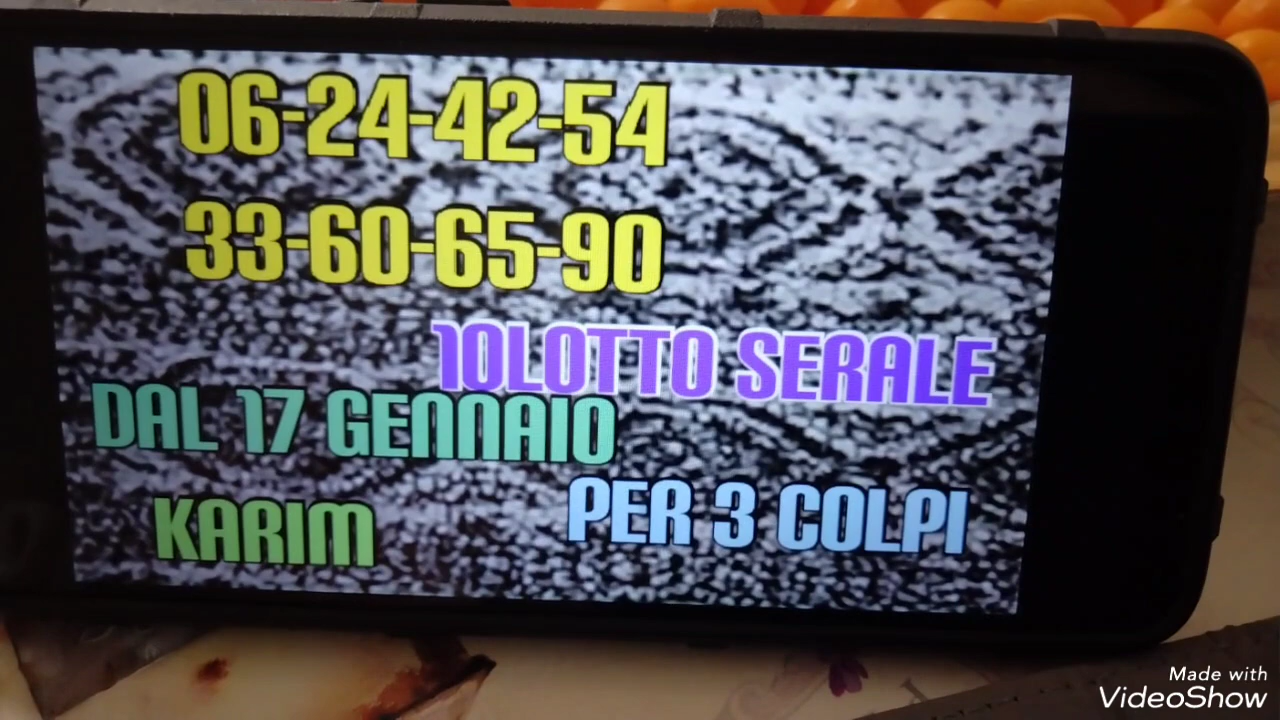 06-24-42-54
33-60-65-90
10LOTTO SERALE
DAL 17 GENNAIO
PER 3 COLPI
KARIM
Made with
VideoShow